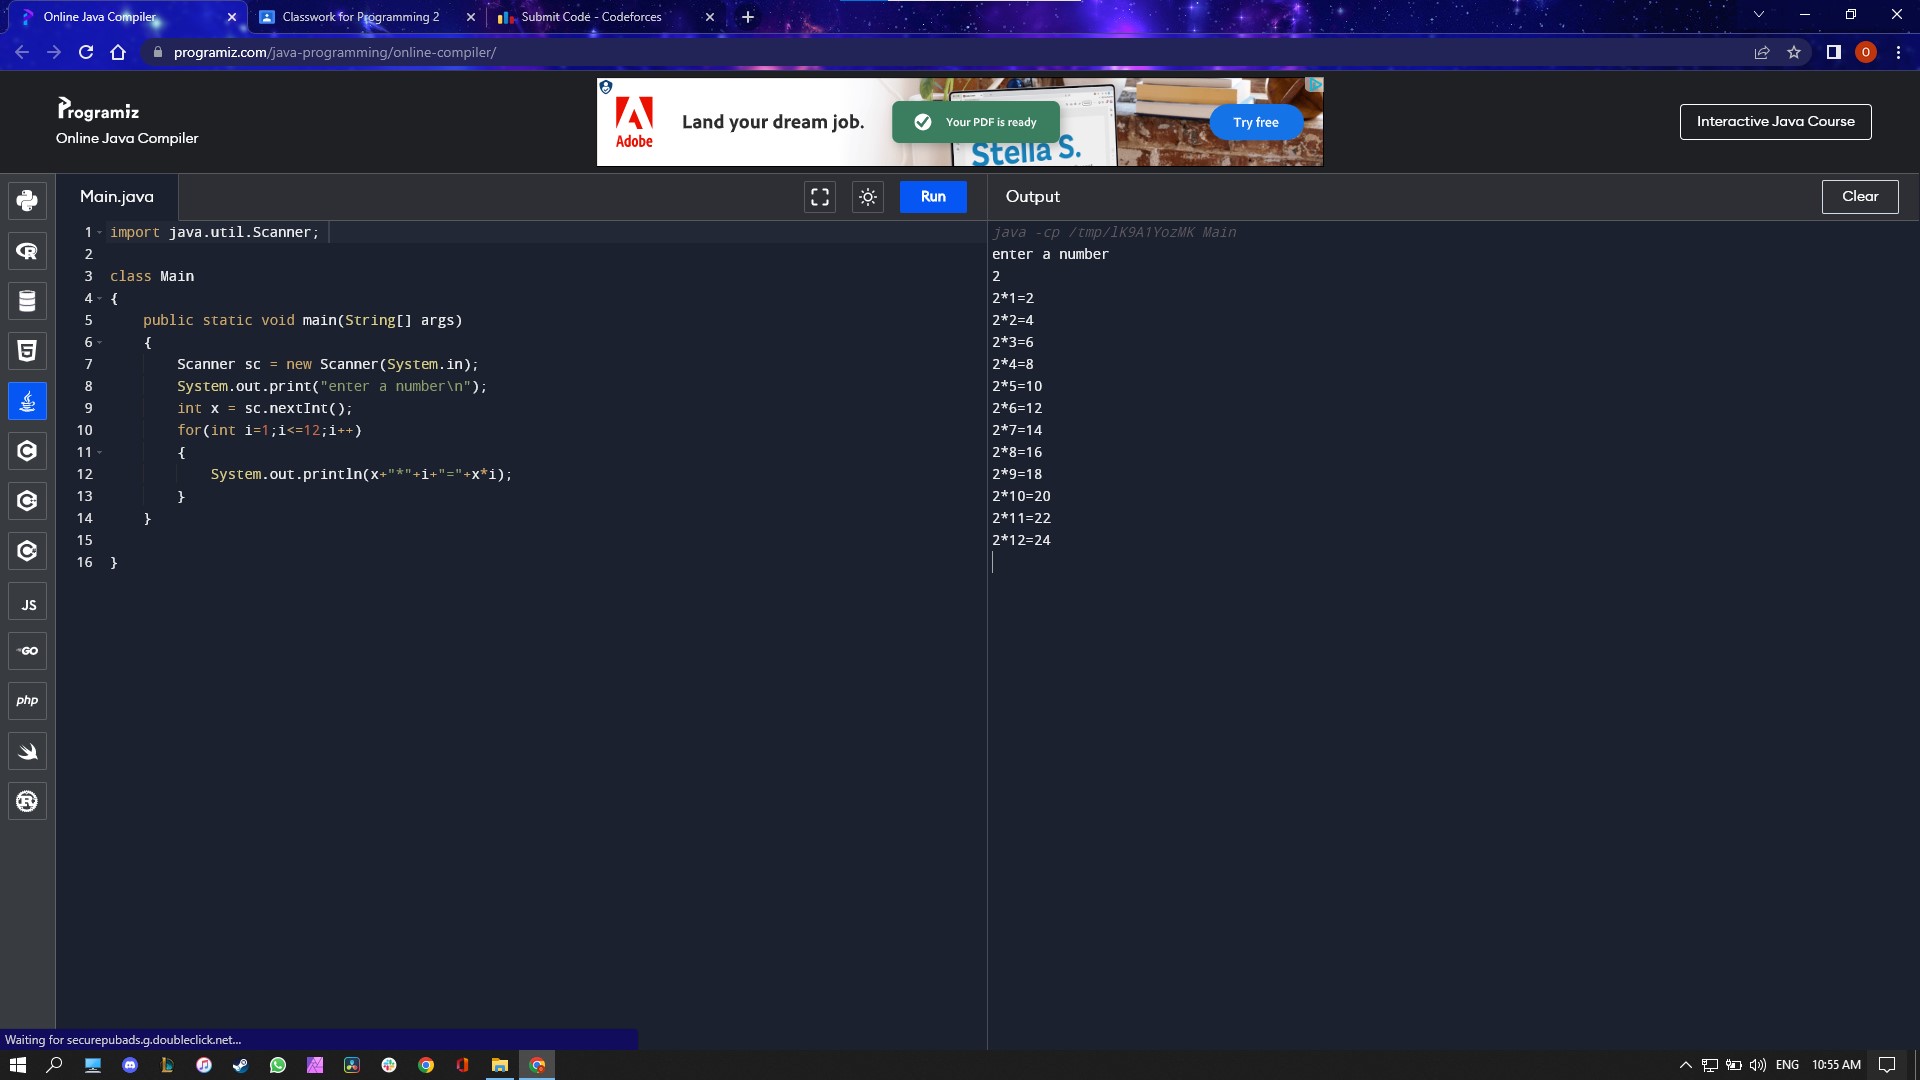 Online Java Compiler
Classwork for Programming 2
Submit Code - Codeforces
programiz.com/java-programming/online-compiler/
O
Programiz
Online Java Compiler
Adobe
Land your dream job.
Your PDF is ready
Stella S.
Try free
Interactive Java Course
Main.java
Run
Output
Clear
1 import java.util.Scanner;
2
3 class Main
4 {
5 public static void main(String[] args)
6 {
7 Scanner sc = new Scanner(System.in);
8 System.out.print("enter a number\n");
9 int x = sc.nextInt();
10 for(int i=1;i<=12;i++)
11 {
12 System.out.println(x+"*"+i+"="+x*i);
13 }
14 }
15
16 }
java -cp /tmp/lK9A1YozMK Main
enter a number
2
2*1=2
2*2=4
2*3=6
2*4=8
2*5=10
2*6=12
2*7=14
2*8=16
2*9=18
2*10=20
2*11=22
2*12=24
JS
GO
php
Waiting for securepubads.g.doubleclick.net...
ENG
10:55 AM